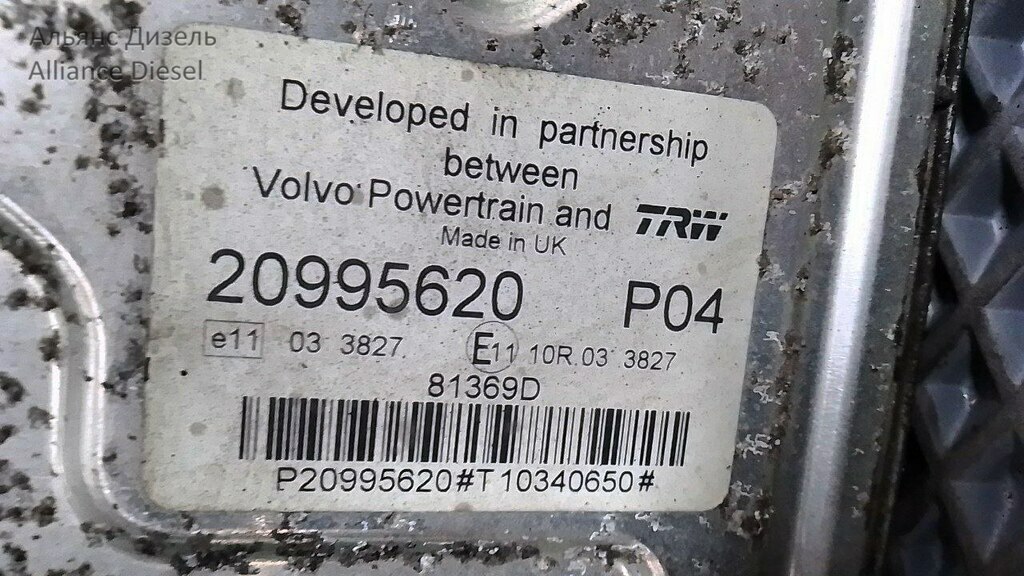 Альянс Дизель
Alliance Diesel
Developed in partnership
between
Volvo Powertrain and TRW
Made in UK
20995620 P04
e11 03 3827 E11 10R.03 3827
81369D
P20995620#T10340650#